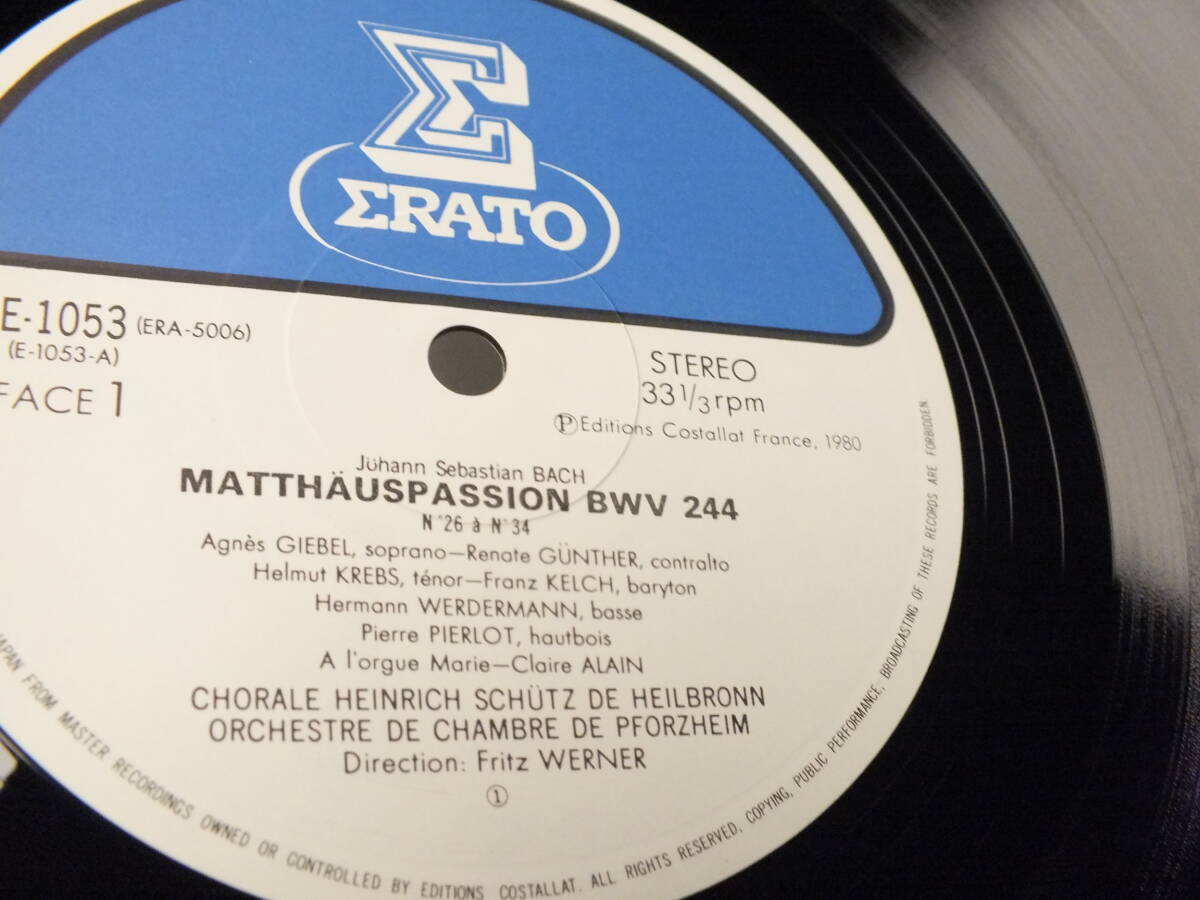 Σ
ΣRATO
E-1053 (ERA-5006)
(E-1053-A)
FACE 1
STEREO
33 1/3 rpm
Ⓟ Editions Costallat France, 1980
Jühann Sebastian BACH
MATTHÄUSPASSION BWV 244
N°26 à N°34
Agnès GIEBEL, soprano—Renate GÜNTHER, contralto
Helmut KREBS, ténor—Franz KELCH, baryton
Hermann WERDERMANN, basse
Pierre PIERLOT, hautbois
A l'orgue Marie—Claire ALAIN
CHORALE HEINRICH SCHÜTZ DE HEILBRONN
ORCHESTRE DE CHAMBRE DE PFORZHEIM
Direction: Fritz WERNER
①
JAPAN FROM MASTER RECORDINGS OWNED OR CONTROLLED BY EDITIONS COSTALLAT. ALL RIGHTS RESERVED, COPYING, PUBLIC PERFORMANCE, BROADCASTING OF THESE RECORDS ARE FORBIDDEN.